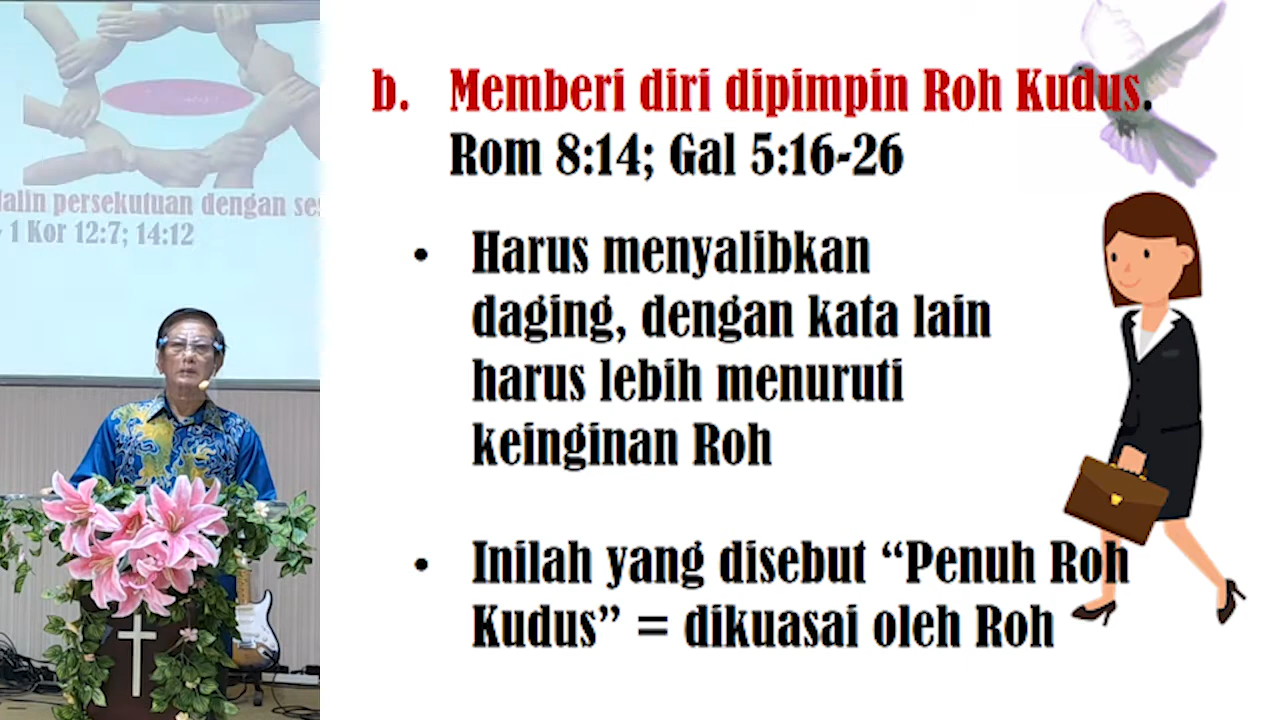 jalin persekutuan dengan
1 Kor 12:7; 14:12
b. Memberi diri dipimpin Roh Kudus.
Rom 8:14; Gal 5:16-26
• Harus menyalibkan
daging, dengan kata lain
harus lebih menuruti
keinginan Roh
• Inilah yang disebut “Penuh Roh
Kudus” = dikuasai oleh Roh